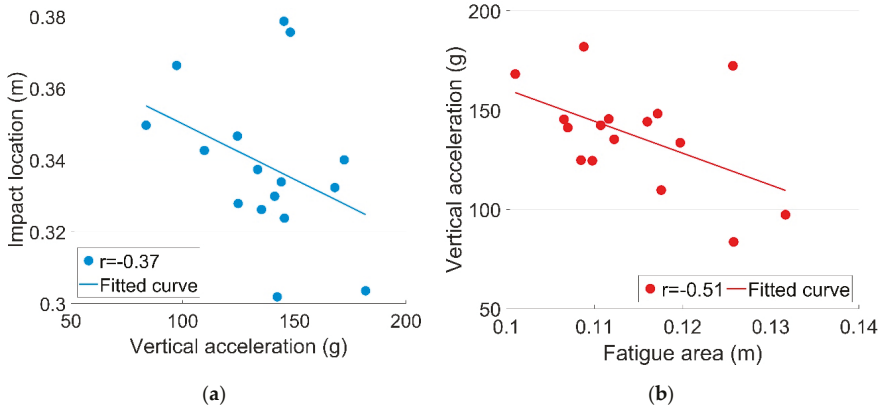 0.38
0.36
0.34
0.32
0.3
Impact location (m)
r=-0.37
Fitted curve
50
100
150
200
Vertical acceleration (g)
(a)
200
150
100
50
Vertical acceleration (g)
r=-0.51
Fitted curve
0.1
0.11
0.12
0.13
0.14
Fatigue area (m)
(b)